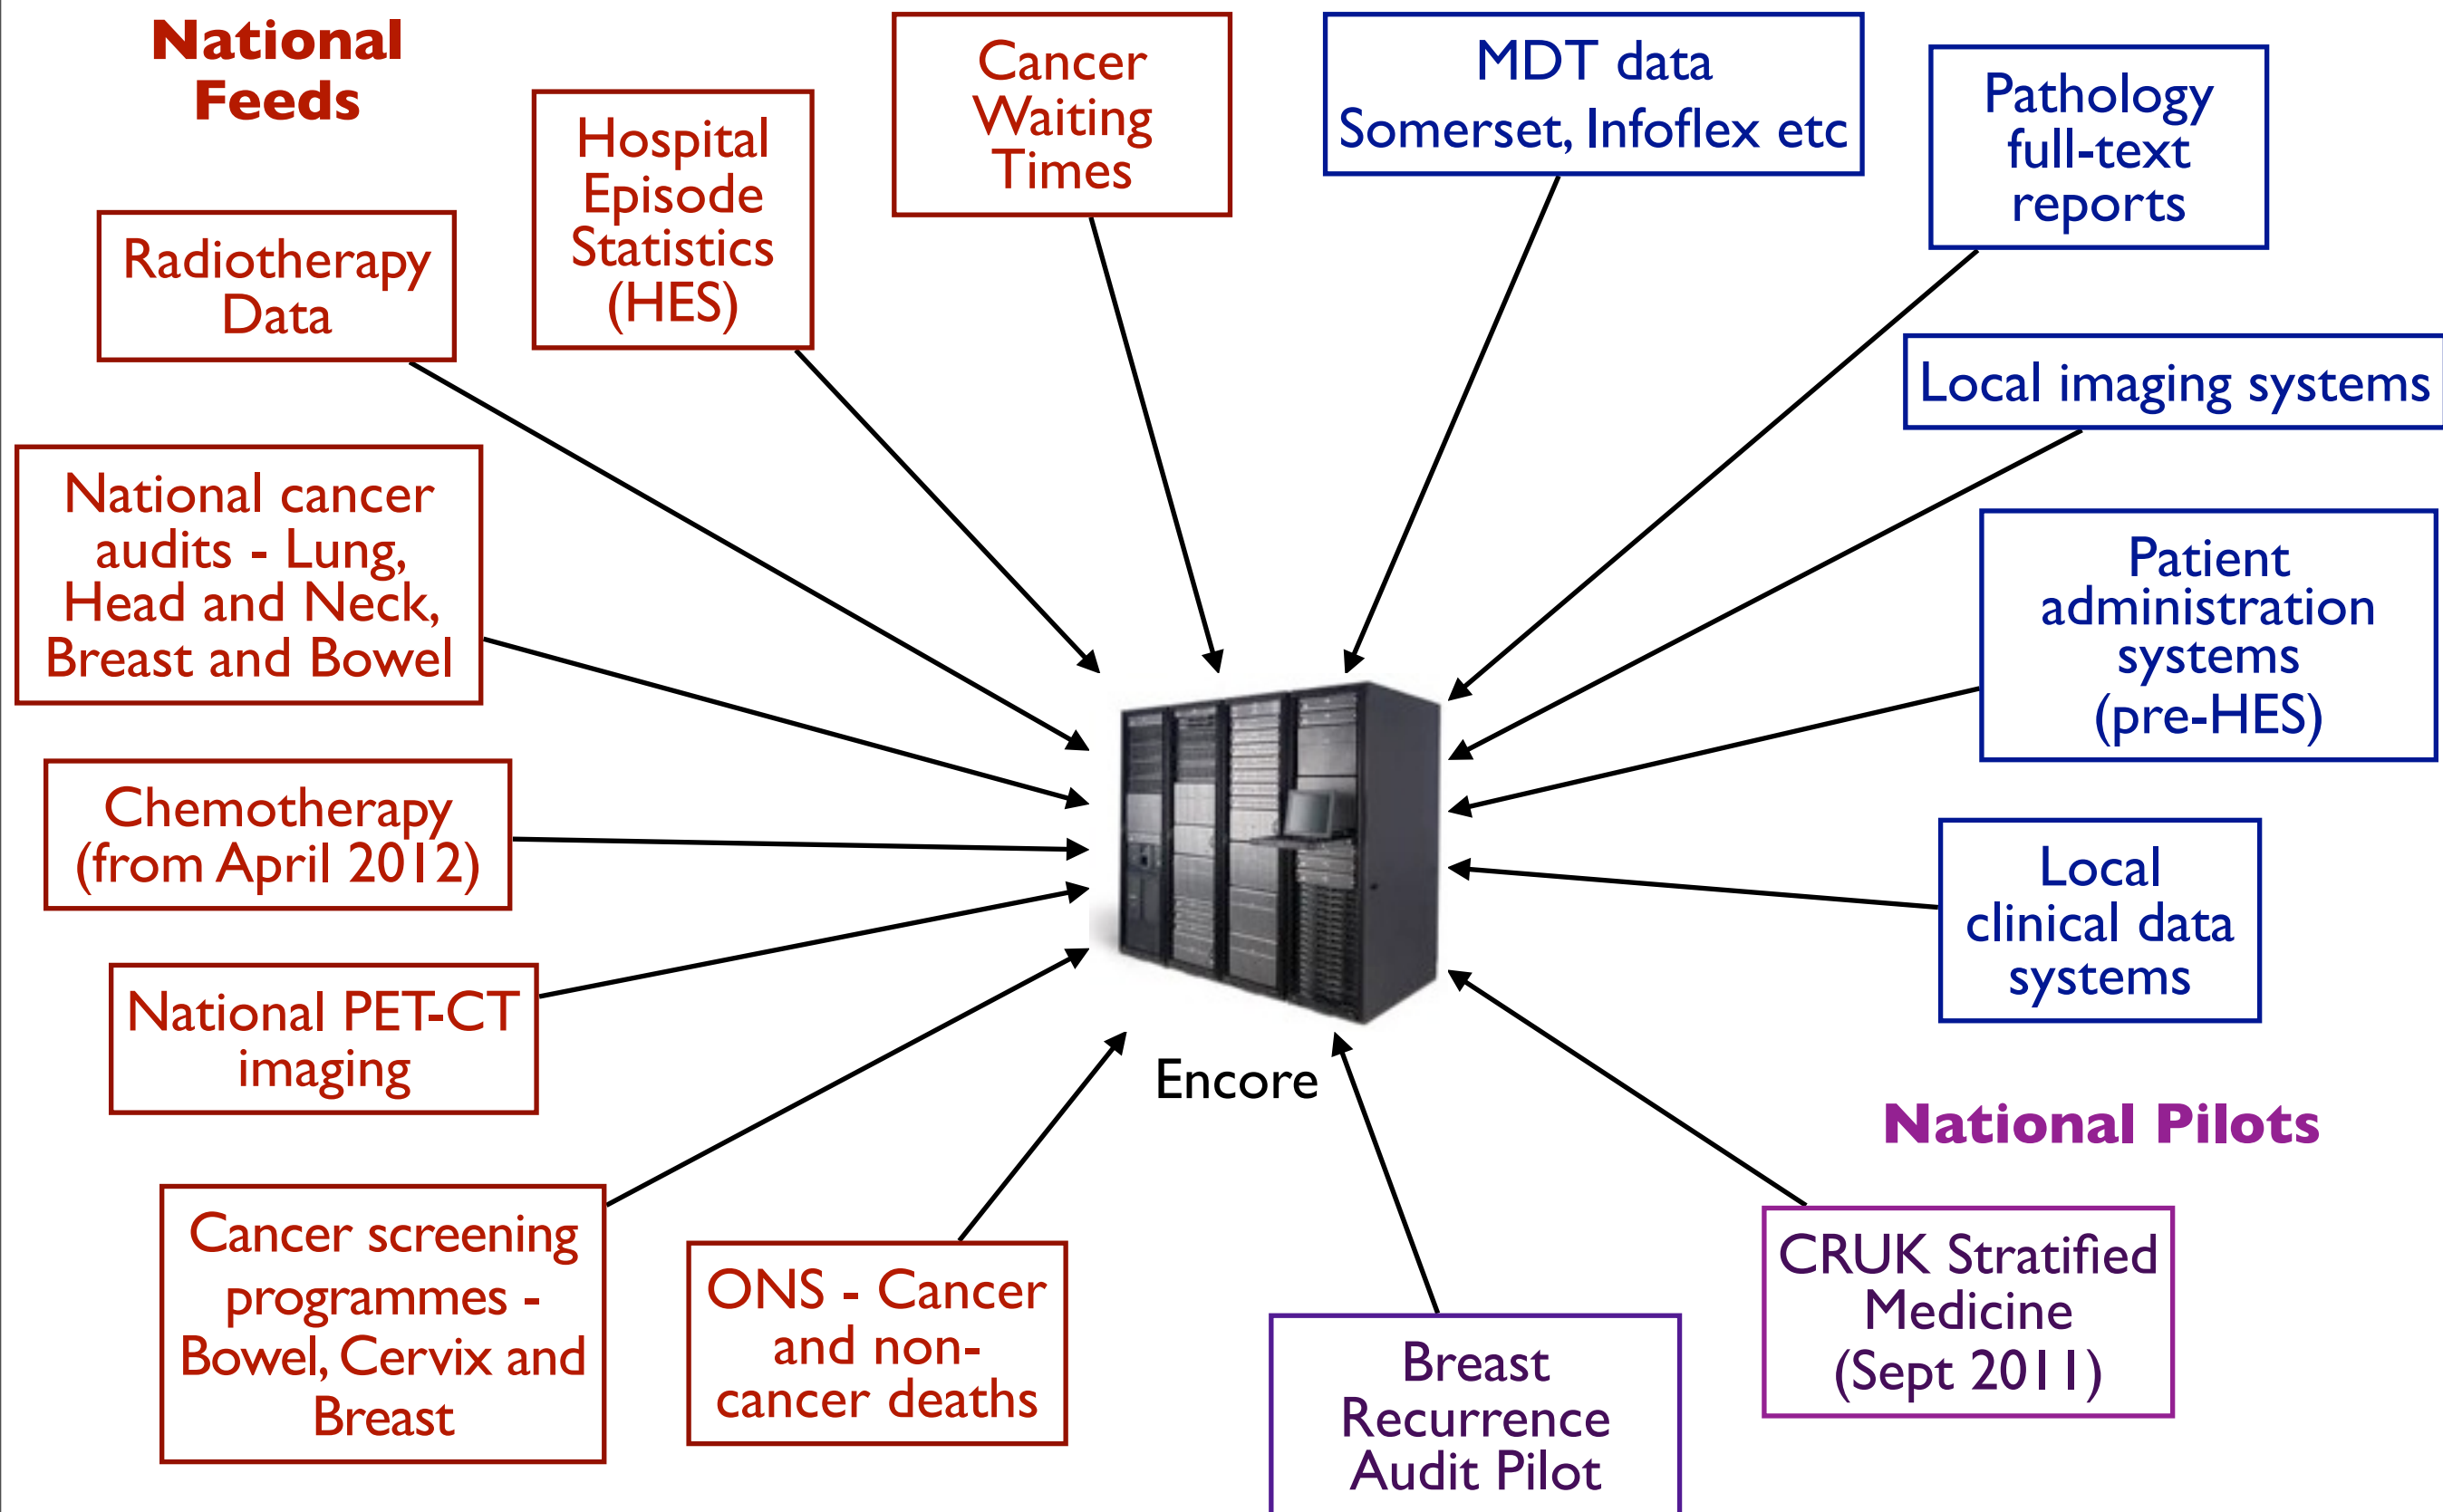 National
Feeds
Cancer
Waiting
Times
MDT data
Somerset, Infoflex etc
Pathology
full-text
reports
Hospital
Episode
Statistics
(HES)
Radiotherapy
Data
Local imaging systems
National cancer
audits - Lung,
Head and Neck,
Breast and Bowel
Patient
administration
systems
(pre-HES)
Chemotherapy
(from April 2012)
Local
clinical data
systems
National PET-CT
imaging
Encore
National Pilots
Cancer screening
programmes -
Bowel, Cervix and
Breast
ONS - Cancer
and non-
cancer deaths
Breast
Recurrence
Audit Pilot
CRUK Stratified
Medicine
(Sept 2011)